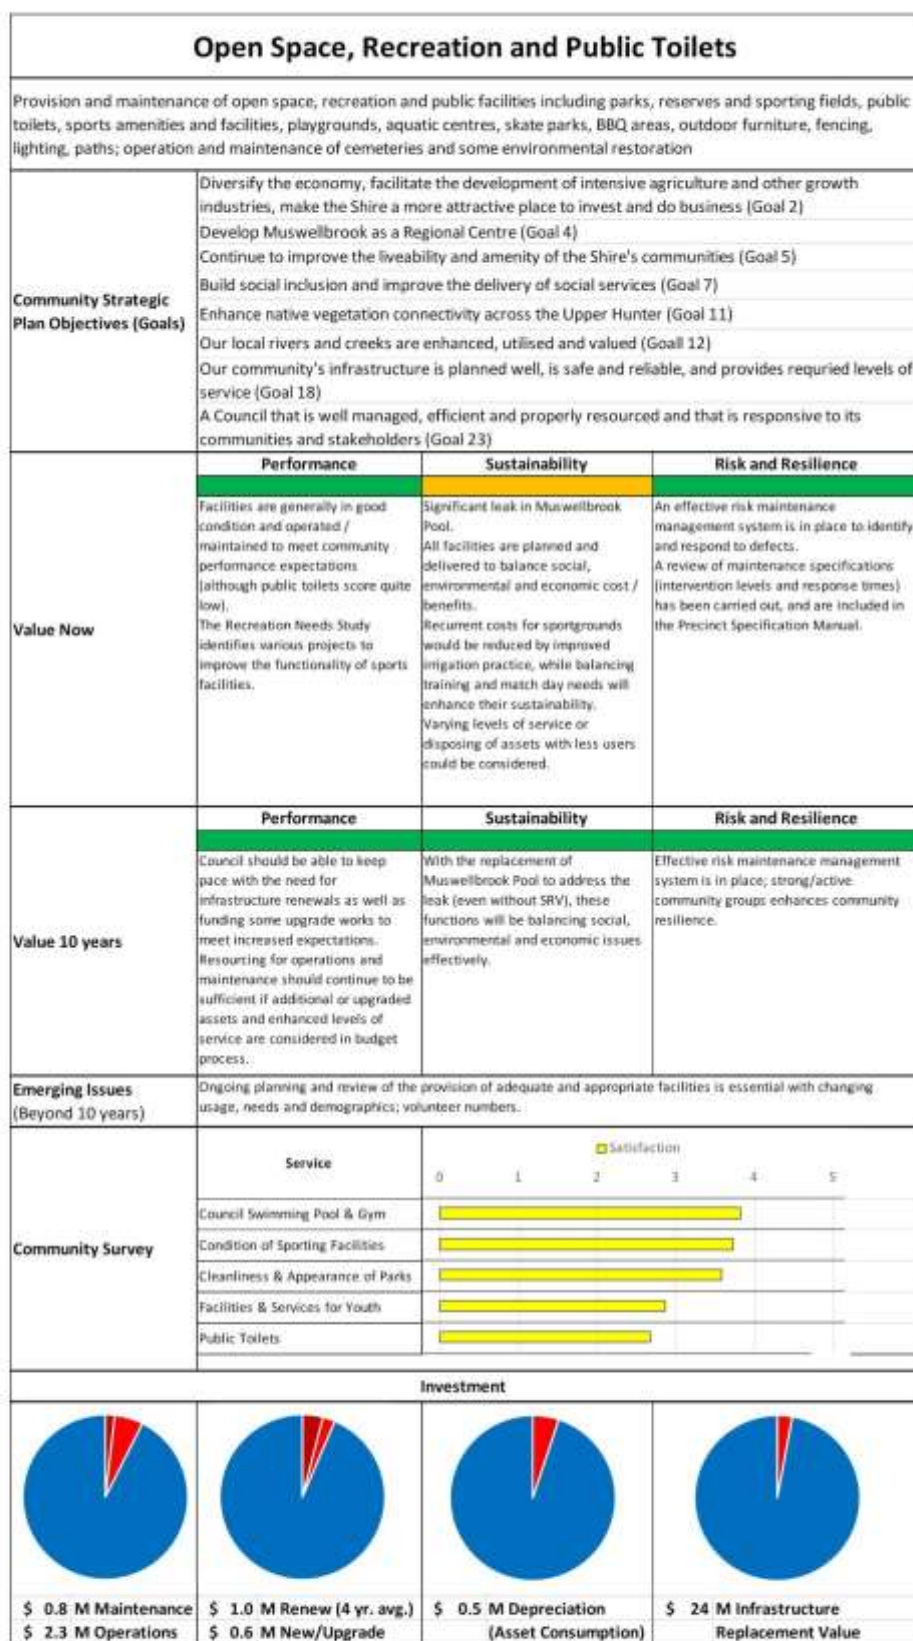 Open Space, Recreation and Public Toilets
Provision and maintenance of open space, recreation and public facilities including parks, reserves and sporting fields, public
toilets, sports amenities and facilities, playgrounds, aquatic centres, skate parks, BBQ areas, outdoor furniture, fencing,
lighting, paths; operation and maintenance of cemeteries and some environmental restoration
Community Strategic
Plan Objectives (Goals)
Diversify the economy, facilitate the development of intensive agriculture and other growth
industries, make the Shire a more attractive place to invest and do business (Goal 2)
Develop Muswellbrook as a Regional Centre (Goal 4)
Continue to improve the liveability and amenity of the Shire's communities (Goal 5)
Build social inclusion and improve the delivery of social services (Goal 7)
Enhance native vegetation connectivity across the Upper Hunter (Goal 11)
Our local rivers and creeks are enhanced, utilised and valued (Goall 12)
Our community's infrastructure is planned well, is safe and reliable, and provides requried levels of
service (Goal 18)
A Council that is well managed, efficient and properly resourced and that is responsive to its
communities and stakeholders (Goal 23)
Value Now
Performance
Facilities are generally in good
condition and operated /
maintained to meet community
performance expectations
(although public toilets score quite
low).
The Recreation Needs Study
identifies various projects to
improve the functionality of sports
facilities.
Sustainability
Significant leak in Muswellbrook
Pool.
All facilities are planned and
delivered to balance social,
environmental and economic cost /
benefits.
Recurrent costs for sportgrounds
would be reduced by improved
irrigation practice, while balancing
training and match day needs will
enhance their sustainability.
Varying levels of service or
disposing of assets with less users
could be considered.
Risk and Resilience
An effective risk maintenance
management system is in place to identify
and respond to defects.
A review of maintenance specifications
(intervention levels and response times)
has been carried out, and are included in
the Precinct Specification Manual.
Value 10 years
Performance
Council should be able to keep
pace with the need for
infrastructure renewals as well as
funding some upgrade works to
meet increased expectations.
Resourcing for operations and
maintenance should continue to be
sufficient if additional or upgraded
assets and enhanced levels of
service are considered in budget
process.
Sustainability
With the replacement of
Muswellbrook Pool to address the
leak (even without SRV), these
functions will be balancing social,
environmental and economic issues
effectively.
Risk and Resilience
Effective risk maintenance management
system is in place; strong/active
community groups enhances community
resilience.
Emerging Issues
(Beyond 10 years)
Ongoing planning and review of the provision of adequate and appropriate facilities is essential with changing
usage, needs and demographics; volunteer numbers.
Community Survey
Service
Satisfaction
0 1 2 3 4 5
Council Swimming Pool & Gym
Condition of Sporting Facilities
Cleanliness & Appearance of Parks
Facilities & Services for Youth
Public Toilets
Investment
$ 0.8 M Maintenance
$ 2.3 M Operations
$ 1.0 M Renew (4 yr. avg.)
$ 0.6 M New/Upgrade
$ 0.5 M Depreciation
(Asset Consumption)
$ 24 M Infrastructure
Replacement Value